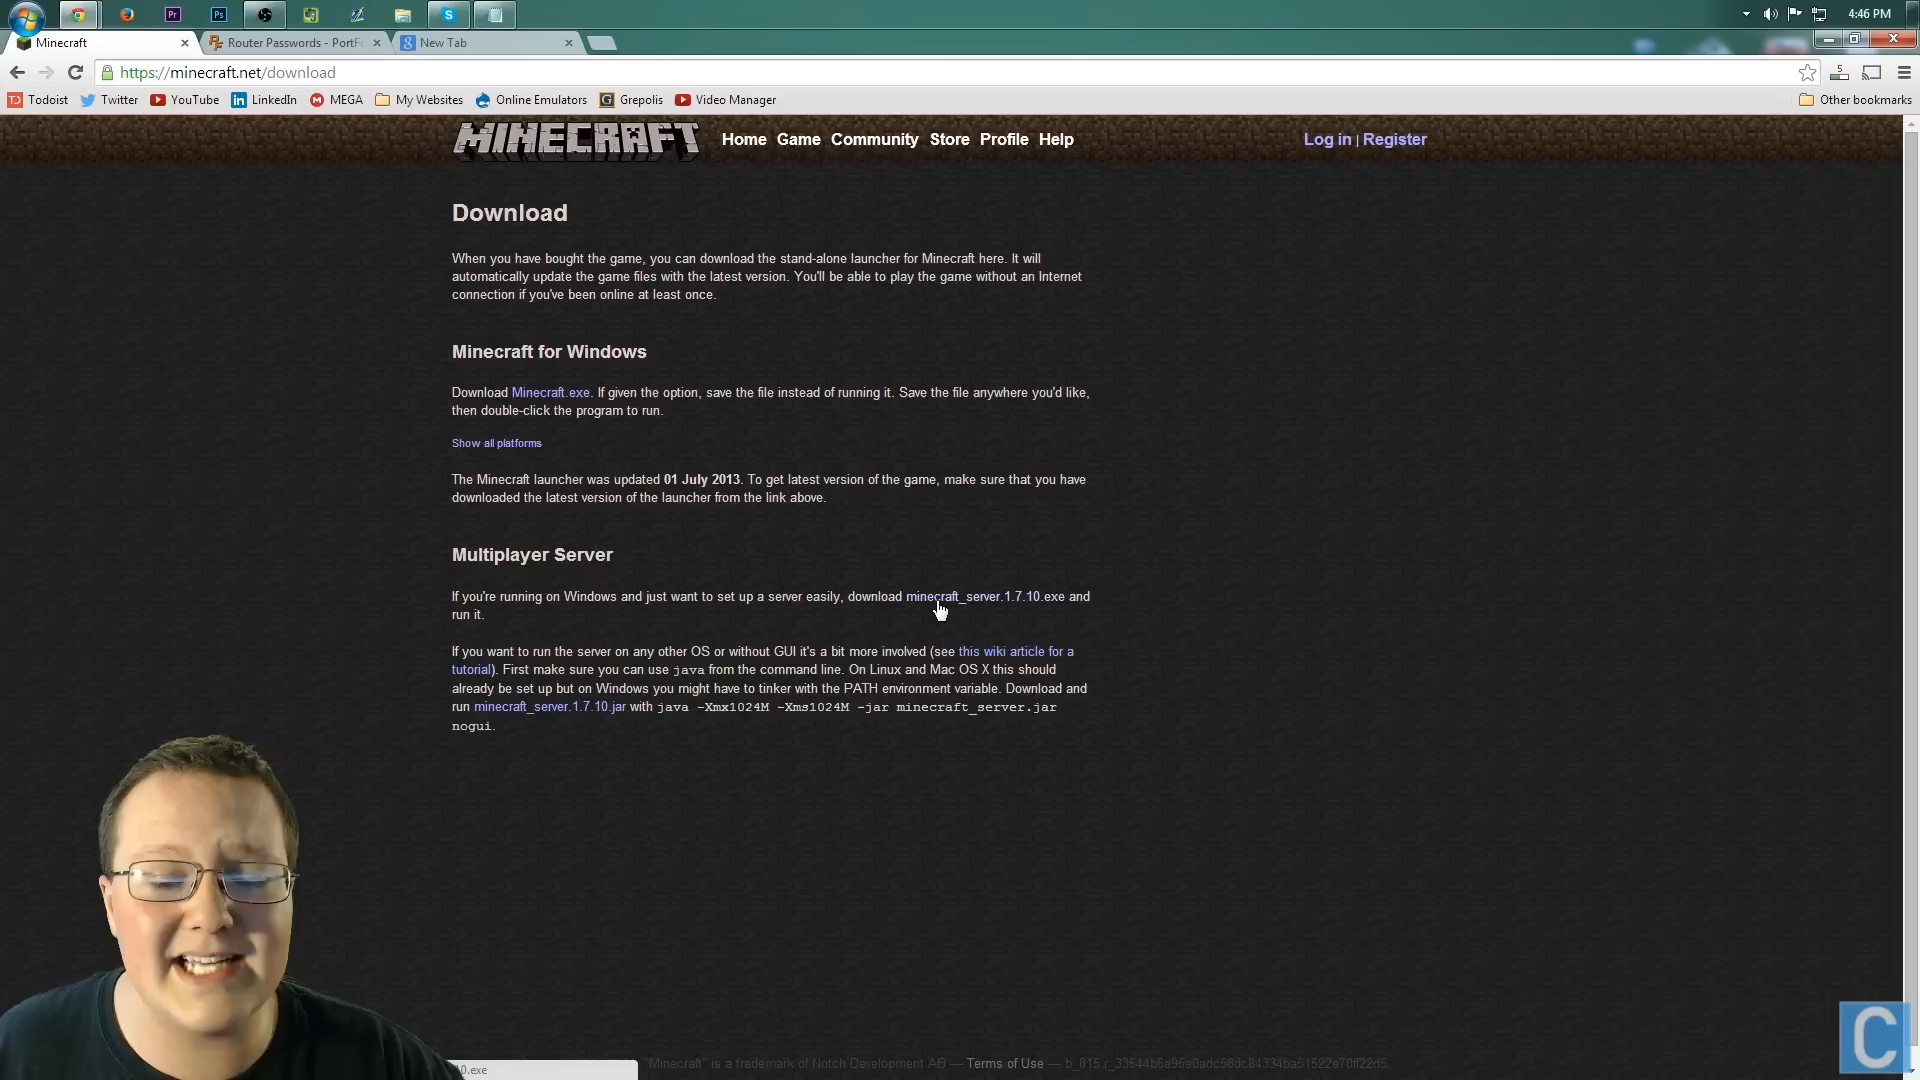 4:46 PM
Minecraft
Router Passwords - PortFo
New Tab
https://minecraft.net/download
5
Todoist
Twitter
YouTube
LinkedIn
MEGA
My Websites
Online Emulators
Grepolis
Video Manager
Other bookmarks
MINECRAFT
Home Game Community Store Profile Help
Log in | Register
Download
When you have bought the game, you can download the stand-alone launcher for Minecraft here. It will
automatically update the game files with the latest version. You'll be able to play the game without an Internet
connection if you've been online at least once.
Minecraft for Windows
Download Minecraft.exe. If given the option, save the file instead of running it. Save the file anywhere you'd like,
then double-click the program to run.
Show all platforms
The Minecraft launcher was updated 01 July 2013. To get latest version of the game, make sure that you have
downloaded the latest version of the launcher from the link above.
Multiplayer Server
If you're running on Windows and just want to set up a server easily, download minecraft_server.1.7.10.exe and
run it.
If you want to run the server on any other OS or without GUI it's a bit more involved (see this wiki article for a
tutorial). First make sure you can use java from the command line. On Linux and Mac OS X this should
already be set up but on Windows you might have to tinker with the PATH environment variable. Download and
run minecraft_server.1.7.10.jar with java -Xmx1024M -Xms1024M -jar minecraft_server.jar
nogui.
0.exe
"Minecraft" is a trademark of Notch Development AB — Terms of Use —
C